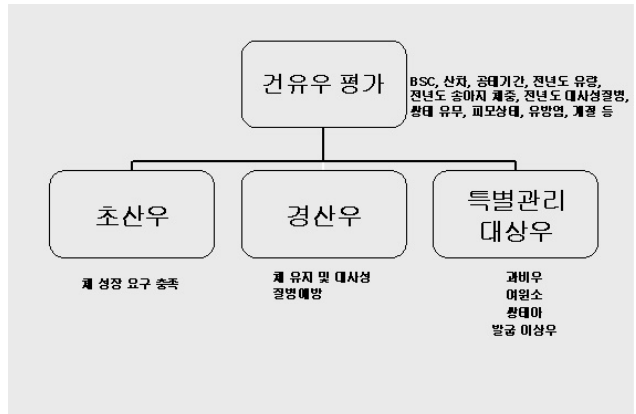 건유우 평가
BSC, 산차, 공태기간, 전년도 유량,
전년도 송아지 체중, 전년도 대사성질병,
쌍태 유무, 피모상태, 유방염, 계절 등
초산우
경산우
특별관리
대상우
체 성장 요구 충족
체 유지 및 대사성
질병예방
과비우
여윈소
쌍태아
발굽 이상우